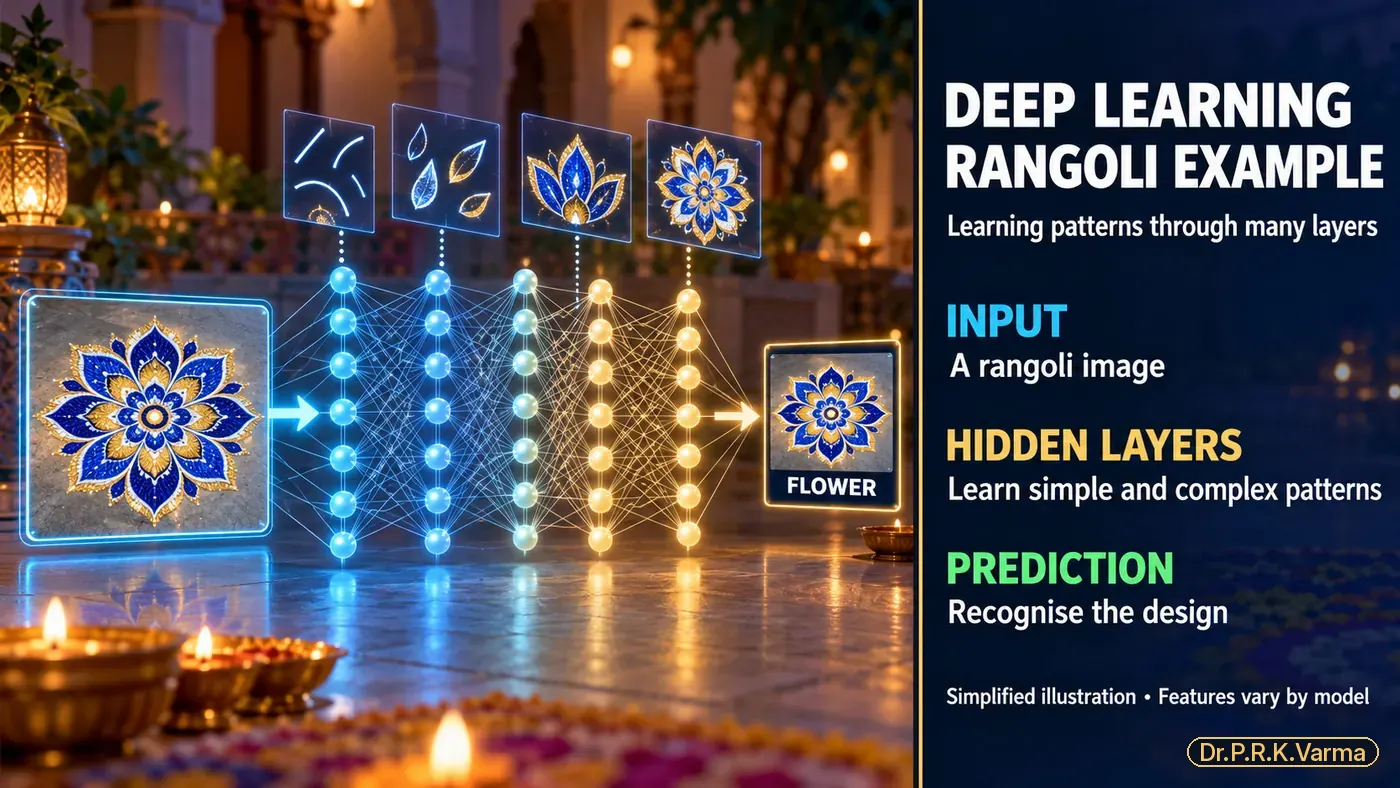 FLOWER
DEEP LEARNING
RANGOLI EXAMPLE
Learning patterns through many layers
INPUT
A rangoli image
HIDDEN LAYERS
Learn simple and complex patterns
PREDICTION
Recognise the design
Simplified illustration • Features vary by model
Dr.P.R.K.Varma